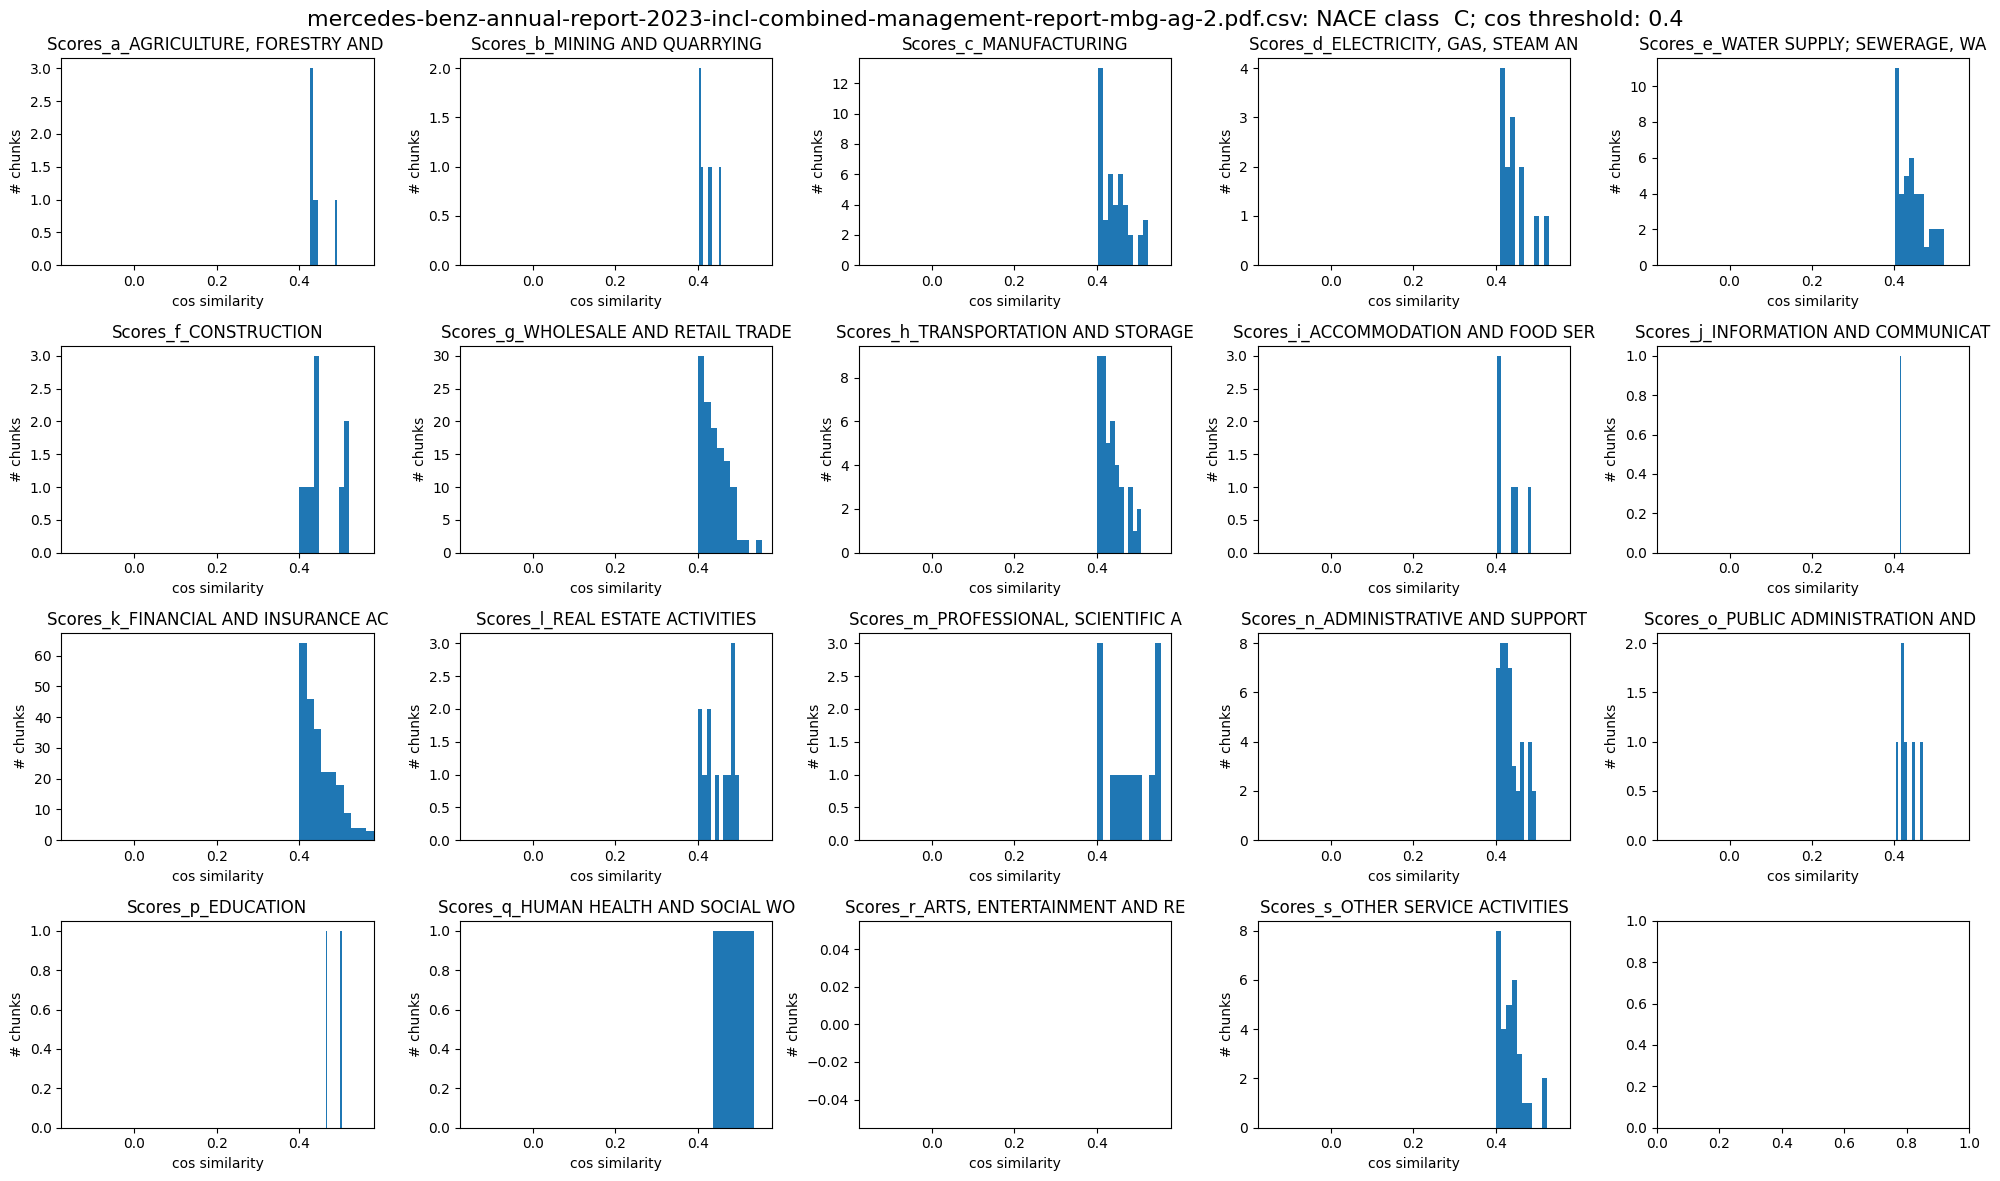 mercedes-benz-annual-report-2023-incl-combined-management-report-mbg-ag-2.pdf.csv: NACE class  C; cos threshold: 0.4
Scores_a_AGRICULTURE, FORESTRY AND
# chunks
3.0
2.5
2.0
1.5
1.0
0.5
0.0
0.0 0.2 0.4
cos similarity
Scores_b_MINING AND QUARRYING
# chunks
2.0
1.5
1.0
0.5
0.0
0.0 0.2 0.4
cos similarity
Scores_c_MANUFACTURING
# chunks
12
10
8
6
4
2
0
0.0 0.2 0.4
cos similarity
Scores_d_ELECTRICITY, GAS, STEAM AN
# chunks
4
3
2
1
0
0.0 0.2 0.4
cos similarity
Scores_e_WATER SUPPLY; SEWERAGE, WA
# chunks
10
8
6
4
2
0
0.0 0.2 0.4
cos similarity
Scores_f_CONSTRUCTION
# chunks
3.0
2.5
2.0
1.5
1.0
0.5
0.0
0.0 0.2 0.4
cos similarity
Scores_g_WHOLESALE AND RETAIL TRADE
# chunks
30
25
20
15
10
5
0
0.0 0.2 0.4
cos similarity
Scores_h_TRANSPORTATION AND STORAGE
# chunks
8
6
4
2
0
0.0 0.2 0.4
cos similarity
Scores_i_ACCOMMODATION AND FOOD SER
# chunks
3.0
2.5
2.0
1.5
1.0
0.5
0.0
0.0 0.2 0.4
cos similarity
Scores_j_INFORMATION AND COMMUNICAT
# chunks
1.0
0.8
0.6
0.4
0.2
0.0
0.0 0.2 0.4
cos similarity
Scores_k_FINANCIAL AND INSURANCE AC
# chunks
60
50
40
30
20
10
0
0.0 0.2 0.4
cos similarity
Scores_l_REAL ESTATE ACTIVITIES
# chunks
3.0
2.5
2.0
1.5
1.0
0.5
0.0
0.0 0.2 0.4
cos similarity
Scores_m_PROFESSIONAL, SCIENTIFIC A
# chunks
3.0
2.5
2.0
1.5
1.0
0.5
0.0
0.0 0.2 0.4
cos similarity
Scores_n_ADMINISTRATIVE AND SUPPORT
# chunks
8
6
4
2
0
0.0 0.2 0.4
cos similarity
Scores_o_PUBLIC ADMINISTRATION AND
# chunks
2.0
1.5
1.0
0.5
0.0
0.0 0.2 0.4
cos similarity
Scores_p_EDUCATION
# chunks
1.0
0.8
0.6
0.4
0.2
0.0
0.0 0.2 0.4
cos similarity
Scores_q_HUMAN HEALTH AND SOCIAL WO
# chunks
1.0
0.8
0.6
0.4
0.2
0.0
0.0 0.2 0.4
cos similarity
Scores_r_ARTS, ENTERTAINMENT AND RE
# chunks
0.04
0.02
0.00
−0.02
−0.04
0.0 0.2 0.4
cos similarity
Scores_s_OTHER SERVICE ACTIVITIES
# chunks
8
6
4
2
0
0.0 0.2 0.4
cos similarity
1.0
0.8
0.6
0.4
0.2
0.0
0.0 0.2 0.4 0.6 0.8 1.0